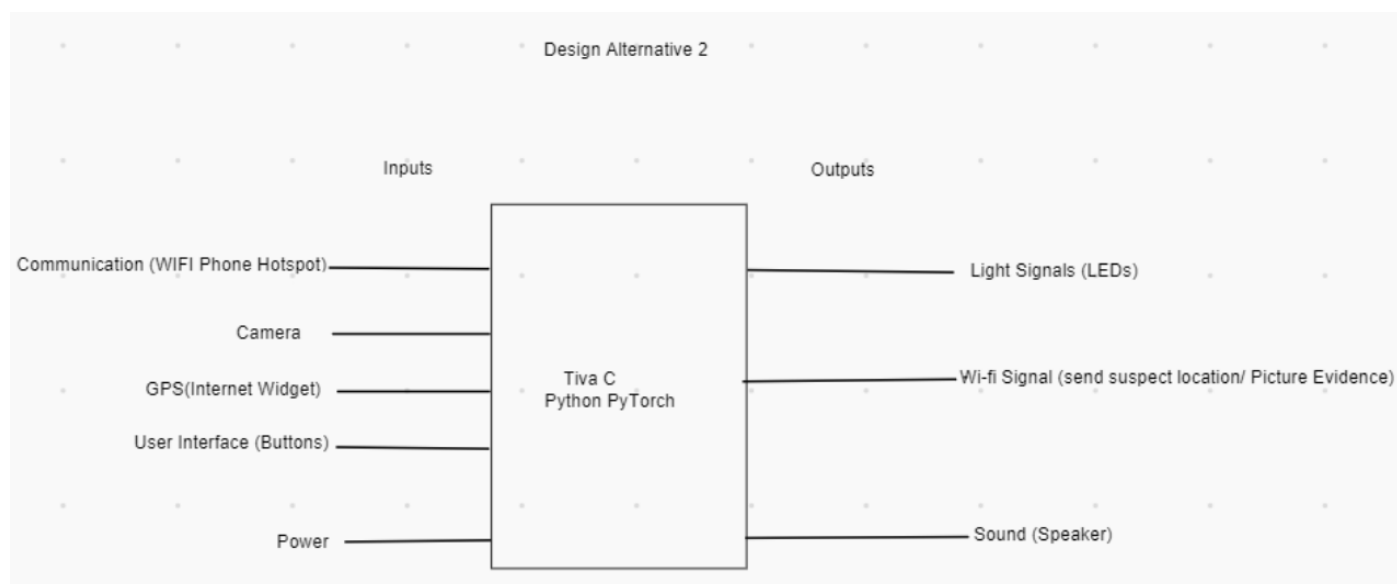 Design Alternative 2
Inputs
Outputs
Communication (WIFI Phone Hotspot)
Camera
GPS(Internet Widget)
User Interface (Buttons)
Power
Tiva C
Python PyTorch
Light Signals (LEDs)
Wi-fi Signal (send suspect location/ Picture Evidence)
Sound (Speaker)